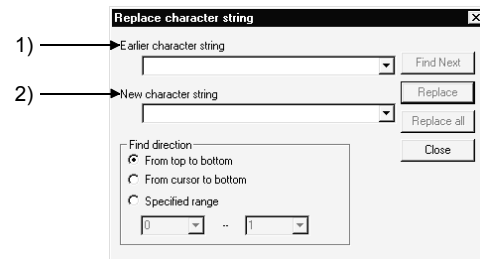 Replace character string
1)
Earlier character string
Find Next
2)
New character string
Replace
Replace all
Find direction
Close
From top to bottom
From cursor to bottom
Specified range
0 .. 1